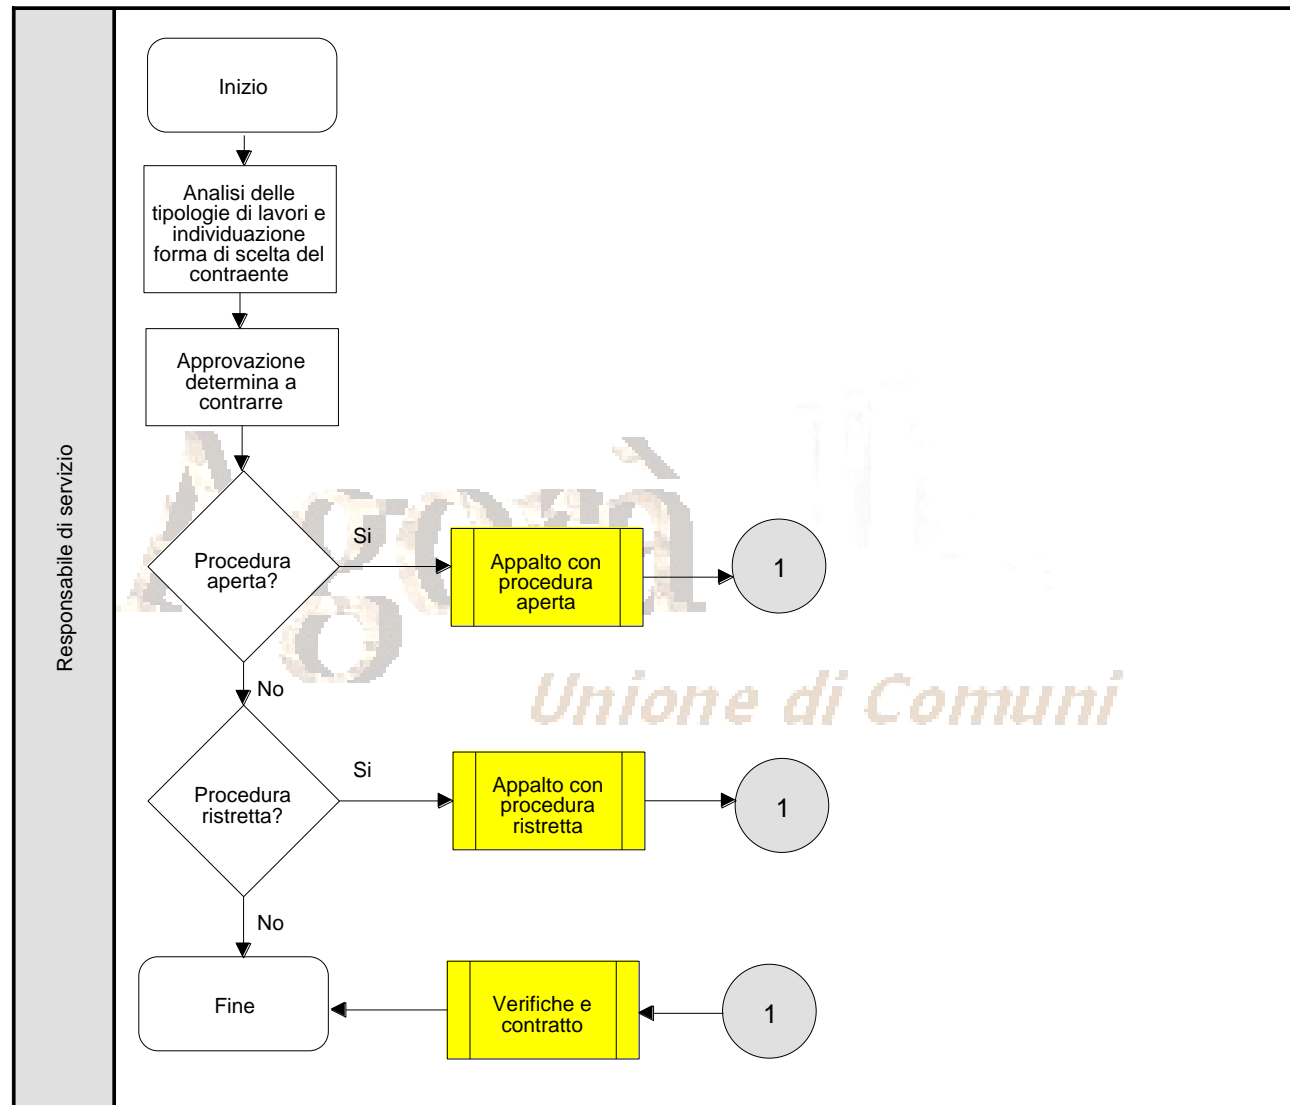 Responsabile di servizio
Inizio
Analisi delle
tipologie di lavori e
individuazione
forma di scelta del
contraente
Approvazione
determina a
contrarre
Agorà
Unione di Comuni
Procedura
aperta?
Si
Appalto con
procedura
aperta
1
No
Procedura
ristretta?
Si
Appalto con
procedura
ristretta
1
No
Fine
Verifiche e
contratto
1